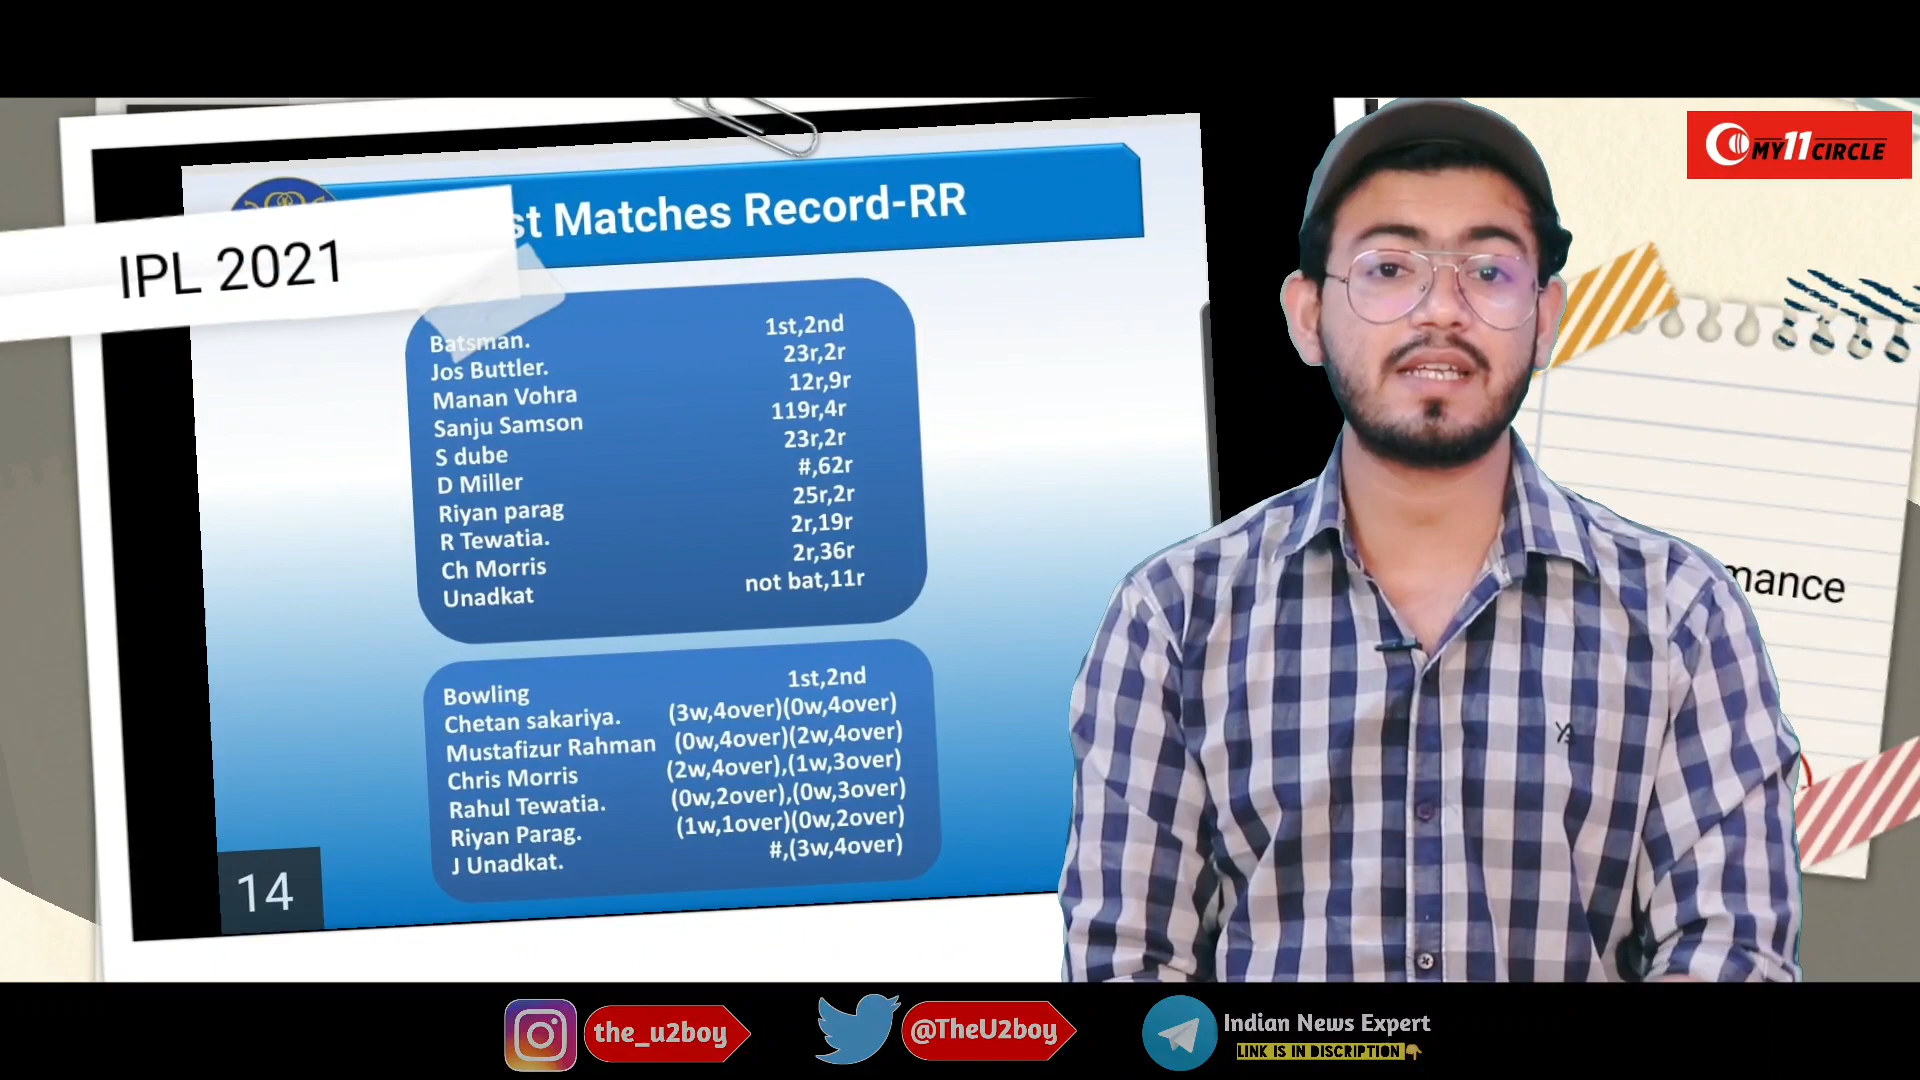 MY11CIRCLE
st Matches Record-RR
IPL 2021
Batsman. 1st,2nd
Jos Buttler. 23r,2r
Manan Vohra 12r,9r
Sanju Samson 119r,4r
S dube 23r,2r
D Miller #,62r
Riyan parag 25r,2r
R Tewatia. 2r,19r
Ch Morris 2r,36r
Unadkat not bat,11r
mance
Bowling 1st,2nd
Chetan sakariya. (3w,4over)(0w,4over)
Mustafizur Rahman (0w,4over)(2w,4over)
Chris Morris (2w,4over),(1w,3over)
Rahul Tewatia. (0w,2over),(0w,3over)
Riyan Parag. (1w,1over)(0w,2over)
J Unadkat. #,(3w,4over)
14
the_u2boy
@TheU2boy
Indian News Expert
LINK IS IN DISCRIPTION